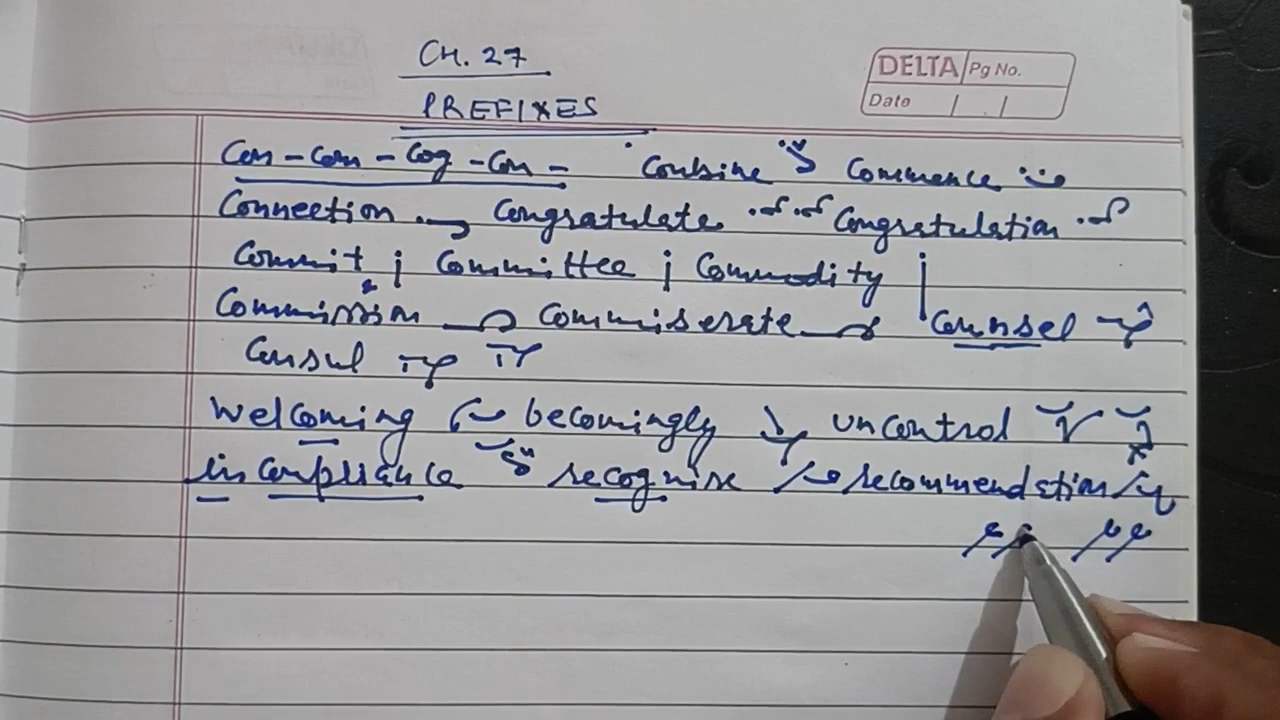 CH. 27
DELTA Pg No.
Date / /
PREFIXES
Con - Com - Cog - Con - Combine Commence
Connection Congratulate Congratulation
Commit Committee Commodity
Commission Commiserate Counsel
Consul
Welcoming becomingly uncontrol
incompliance recognise recommendation